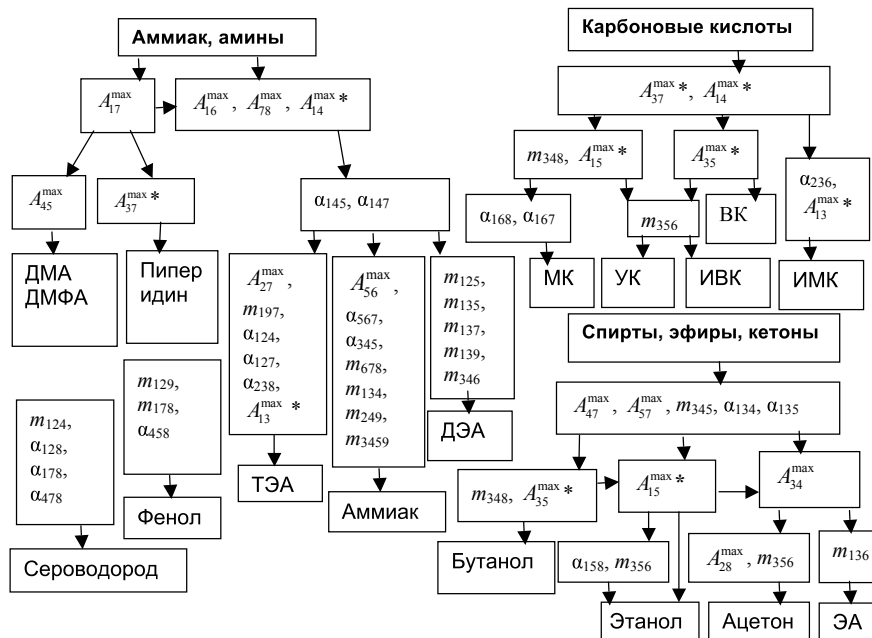 Аммиак, амины
A₁₇ᵐᵃˣ
A₁₆ᵐᵃˣ, A₇₈ᵐᵃˣ, A₁₄ᵐᵃˣ*
A₄₅ᵐᵃˣ
A₃₇ᵐᵃˣ*
α₁₄₅, α₁₄₇
ДМА
ДМФА
Пипер
идин
A₂₇ᵐᵃˣ,
m₁₉₇,
α₁₂₄,
α₁₂₇,
α₂₃₈,
A₁₃ᵐᵃˣ*
A₅₆ᵐᵃˣ,
α₅₆₇,
α₃₄₅,
m₆₇₈,
m₁₃₄,
m₂₄₉,
m₃₄₅₉
m₁₂₅,
m₁₃₅,
m₁₃₇,
m₁₃₉,
m₃₄₆
ТЭА
Аммиак
ДЭА
m₁₂₄,
α₁₂₈,
α₁₇₈,
α₄₇₈
m₁₂₉,
m₁₇₈,
α₄₅₈
Сероводород
Фенол
Карбоновые кислоты
A₃₇ᵐᵃˣ*, A₁₄ᵐᵃˣ*
m₃₄₈, A₁₅ᵐᵃˣ*
A₃₅ᵐᵃˣ*
α₂₃₆,
A₁₃ᵐᵃˣ*
α₁₆₈, α₁₆₇
m₃₅₆
ВК
МК
УК
ИВК
ИМК
Спирты, эфиры, кетоны
A₄₇ᵐᵃˣ, A₅₇ᵐᵃˣ, m₃₄₅, α₁₃₄, α₁₃₅
m₃₄₈, A₃₅ᵐᵃˣ*
A₁₅ᵐᵃˣ*
A₃₄ᵐᵃˣ
Бутанол
α₁₅₈, m₃₅₆
A₂₈ᵐᵃˣ, m₃₅₆
m₁₃₆
Этанол
Ацетон
ЭА